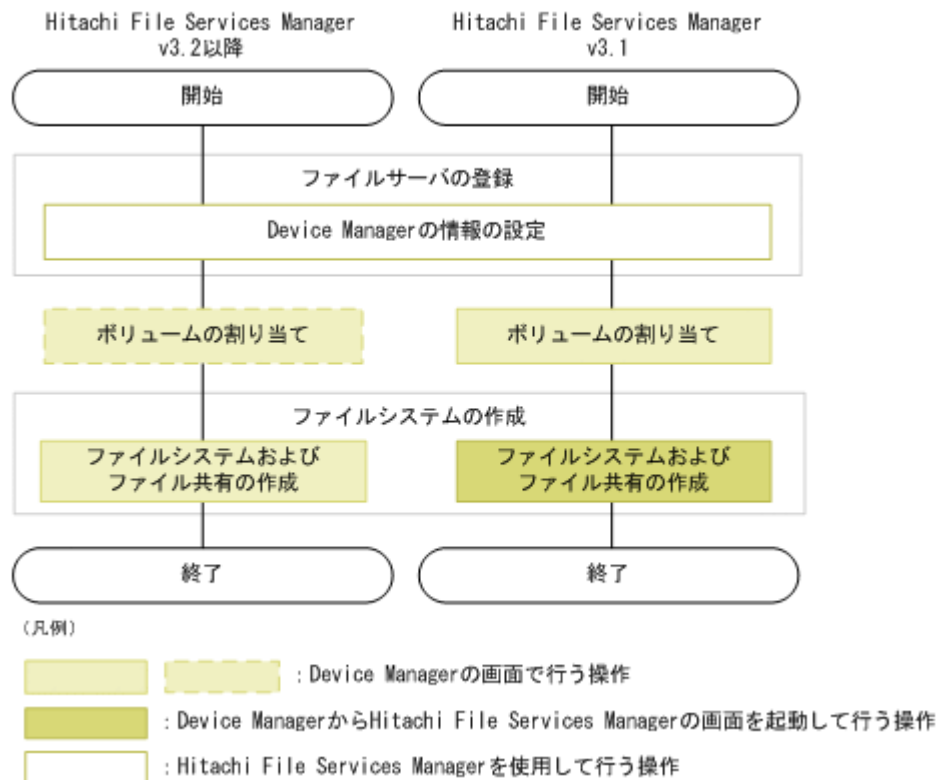 Hitachi File Services Manager
v3.2以降
Hitachi File Services Manager
v3.1
開始
開始
ファイルサーバの登録
Device Managerの情報の設定
ボリュームの割り当て
ボリュームの割り当て
ファイルシステムの作成
ファイルシステムおよび
ファイル共有の作成
ファイルシステムおよび
ファイル共有の作成
終了
終了
(凡例)
:Device Managerの画面で行う操作
:Device ManagerからHitachi File Services Managerの画面を起動して行う操作
:Hitachi File Services Managerを使用して行う操作